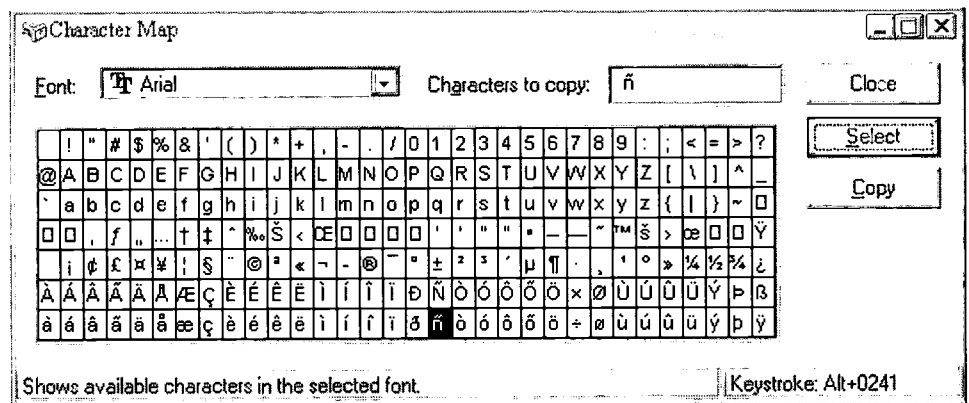 Character Map
Font: Arial Characters to copy: ñ Close
! " # $ % & ' ( ) * + , - . / 0 1 2 3 4 5 6 7 8 9 : ; < = > ?
Select
@ A B C D E F G H I J K L M N O P Q R S T U V W X Y Z [ \ ] ^ _
Copy
` a b c d e f g h i j k l m n o p q r s t u v w x y z { | } ~ □
□ □ ‚ ƒ „ … † ‡ ˆ ‰ Š ‹ Œ □ □ □ □ ‘ ’ “ ” • – — ˜ ™ š › œ □ □ Ÿ
¡ ¢ £ ¤ ¥ ¦ § ¨ © ª « ¬ - ® ¯ ° ± ² ³ ´ µ ¶ · ¸ ¹ º » ¼ ½ ¾ ¿
À Á Â Ã Ä Å Æ Ç È É Ê Ë Ì Í Î Ï Ð Ñ Ò Ó Ô Õ Ö × Ø Ù Ú Û Ü Ý Þ ß
à á â ã ä å æ ç è é ê ë ì í î ï ð ñ ò ó ô õ ö ÷ ø ù ú û ü ý þ ÿ
Shows available characters in the selected font. Keystroke: Alt+0241